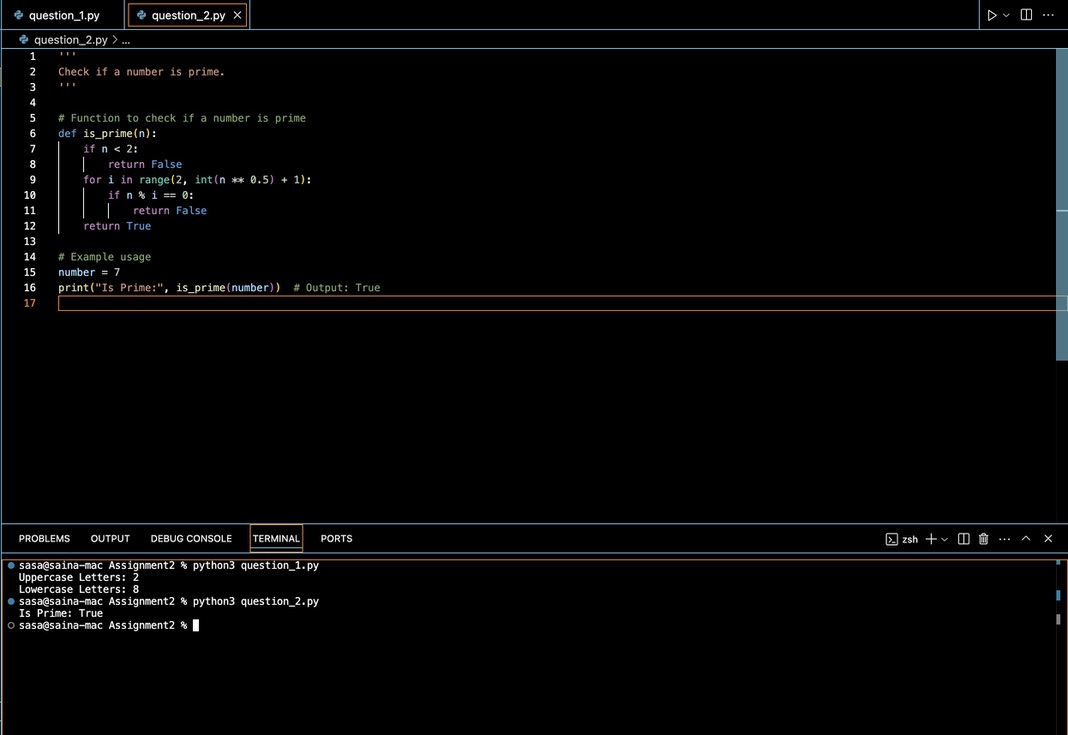 question_1.py
question_2.py
question_2.py > ...
1 '''
2 Check if a number is prime.
3 '''
4
5 # Function to check if a number is prime
6 def is_prime(n):
7     if n < 2:
8         return False
9     for i in range(2, int(n ** 0.5) + 1):
10         if n % i == 0:
11             return False
12     return True
13
14 # Example usage
15 number = 7
16 print("Is Prime:", is_prime(number))  # Output: True
17
PROBLEMS OUTPUT DEBUG CONSOLE TERMINAL PORTS zsh
sasa@saina-mac Assignment2 % python3 question_1.py
Uppercase Letters: 2
Lowercase Letters: 8
sasa@saina-mac Assignment2 % python3 question_2.py
Is Prime: True
sasa@saina-mac Assignment2 %